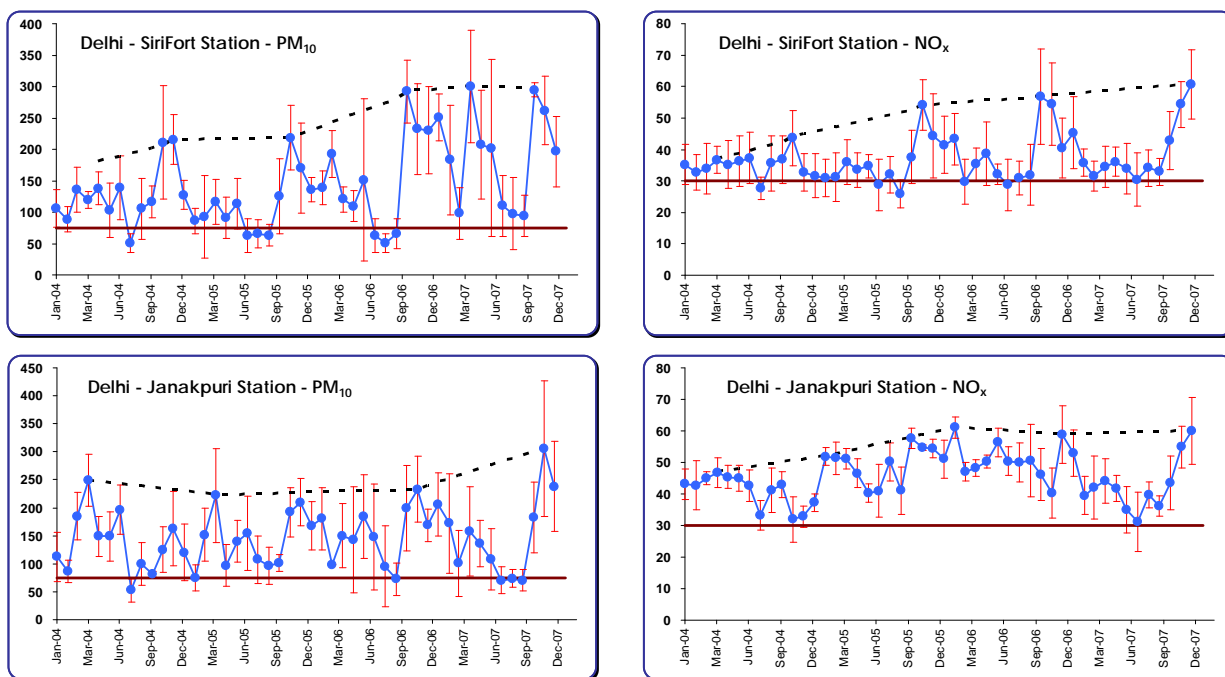 Delhi - SiriFort Station - PM10
400
350
300
250
200
150
100
50
0
Jan-04
Mar-04
Jun-04
Sep-04
Dec-04
Mar-05
Jun-05
Sep-05
Dec-05
Mar-06
Jun-06
Sep-06
Dec-06
Mar-07
Jun-07
Sep-07
Dec-07
Delhi - SiriFort Station - NOx
80
70
60
50
40
30
20
10
0
Jan-04
Mar-04
Jun-04
Sep-04
Dec-04
Mar-05
Jun-05
Sep-05
Dec-05
Mar-06
Jun-06
Sep-06
Dec-06
Mar-07
Jun-07
Sep-07
Dec-07
Delhi - Janakpuri Station - PM10
450
400
350
300
250
200
150
100
50
0
Jan-04
Mar-04
Jun-04
Sep-04
Dec-04
Mar-05
Jun-05
Sep-05
Dec-05
Mar-06
Jun-06
Sep-06
Dec-06
Mar-07
Jun-07
Sep-07
Dec-07
Delhi - Janakpuri Station - NOx
80
70
60
50
40
30
20
10
0
Jan-04
Mar-04
Jun-04
Sep-04
Dec-04
Mar-05
Jun-05
Sep-05
Dec-05
Mar-06
Jun-06
Sep-06
Dec-06
Mar-07
Jun-07
Sep-07
Dec-07